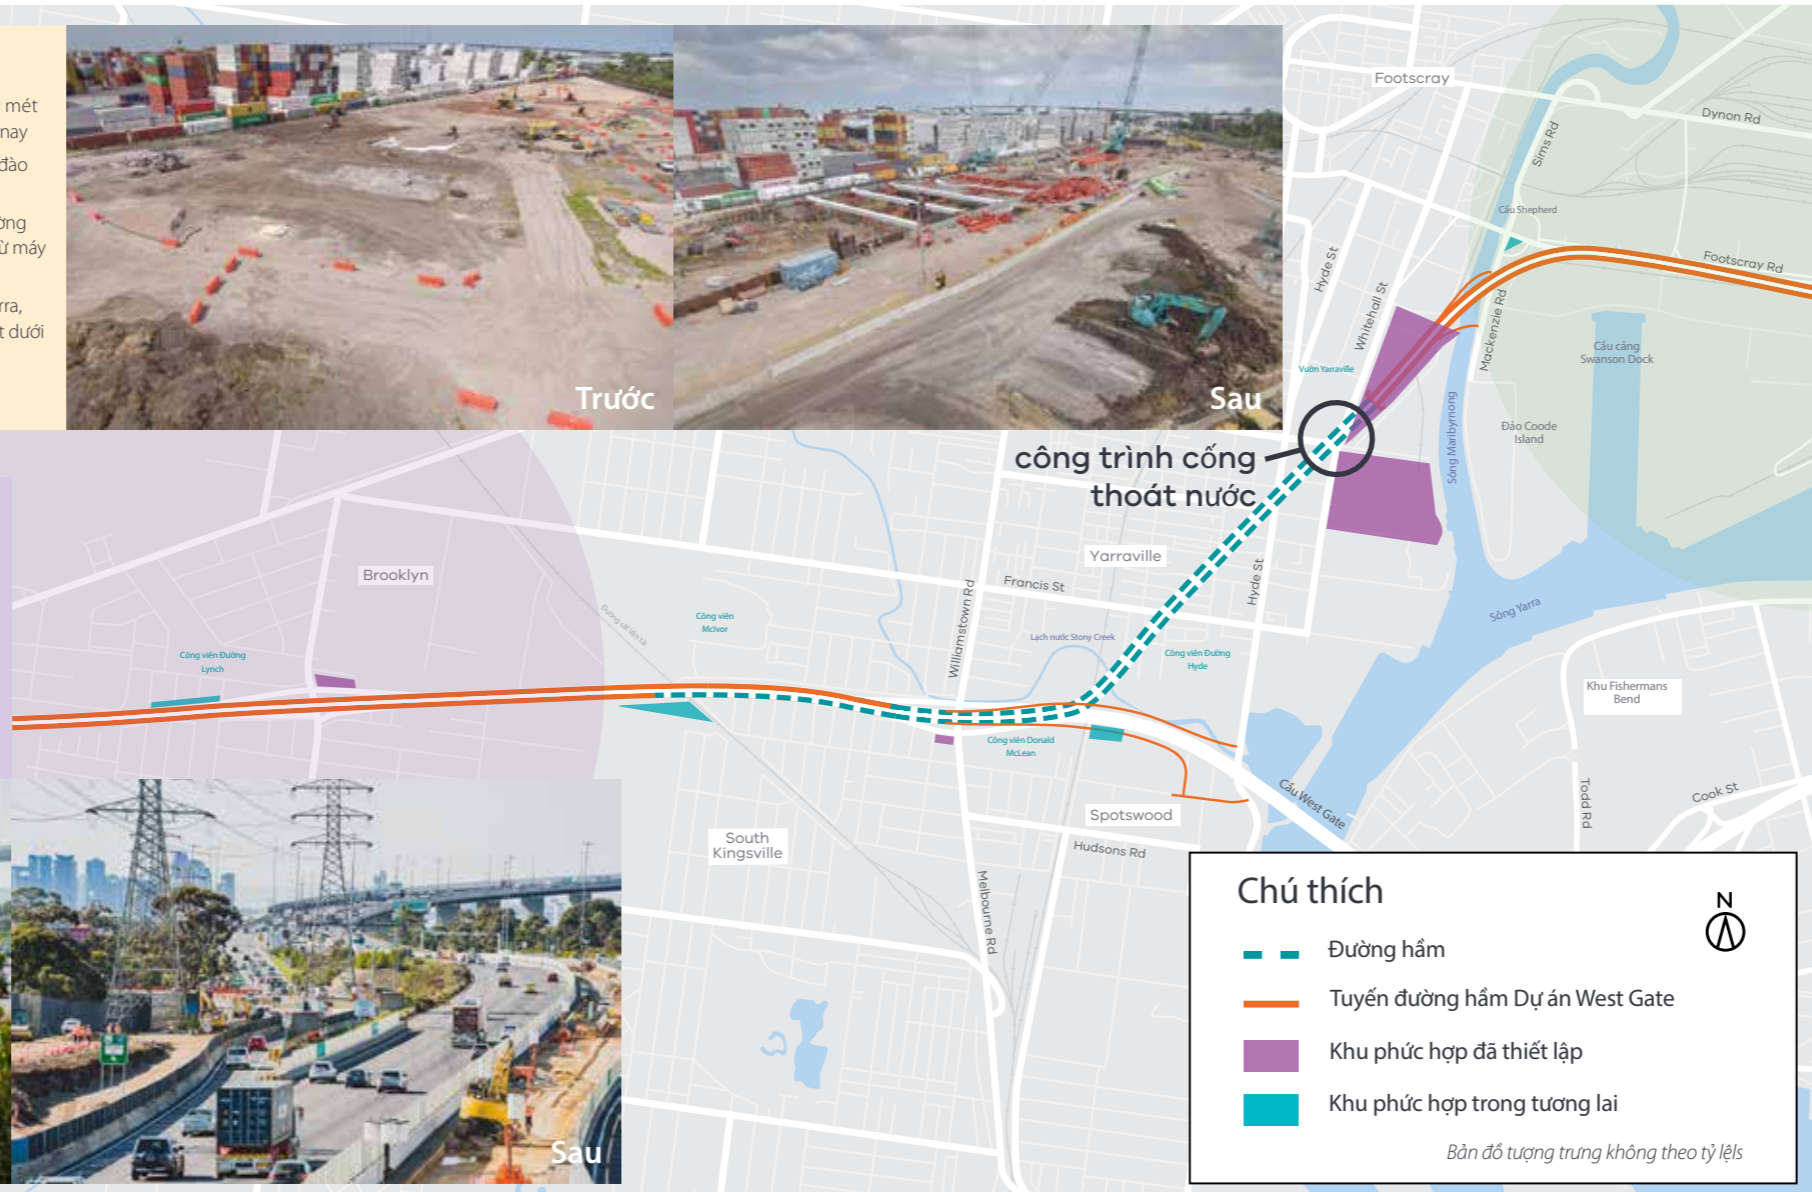 mét
nay
đào
ừ máy
rra,
t dưới
Trước
Sau
Footscray
Dynon Rd
Sims Rd
Cầu Shepherd
Footscray Rd
Hyde St
Whitehall St
Mackenzie Rd
Cầu cảng
Swanson Dock
Vườn Yarraville
Sông Maribyrnong
Đảo Coode
Island
công trình cống
thoát nước
Brooklyn
Yarraville
Francis St
Hyde St
Williamstown Rd
Sông Yarra
Đường sắt Vận tải
Công viên
McIvor
Lạch nước Stony Creek
Công viên Đường
Hyde
Công viên Đường
Lynch
Khu Fishermans
Bend
Công viên Donald
McLean
Cầu West Gate
Todd Rd
Cook St
Spotswood
South
Kingsville
Hudsons Rd
Melbourne Rd
Sau
Chú thích
N
Đường hầm
Tuyến đường hầm Dự án West Gate
Khu phức hợp đã thiết lập
Khu phức hợp trong tương lai
Bản đồ tượng trưng không theo tỷ lệls